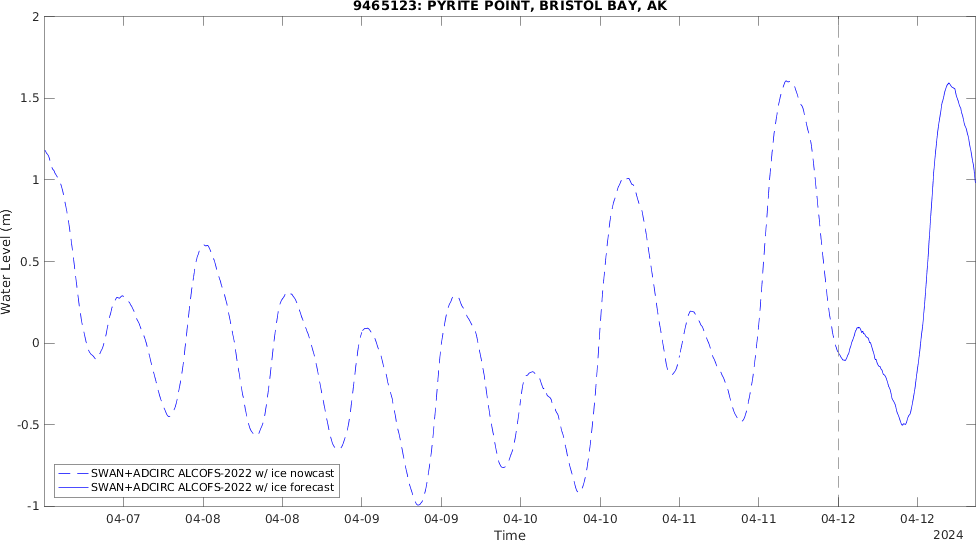 9465123: PYRITE POINT, BRISTOL BAY, AK
2
1.5
1
0.5
0
-0.5
-1
Water Level (m)
SWAN+ADCIRC ALCOFS-2022 w/ ice nowcast
SWAN+ADCIRC ALCOFS-2022 w/ ice forecast
04-07 04-08 04-08 04-09 04-09 04-10 04-10 04-11 04-11 04-12 04-12
Time
2024